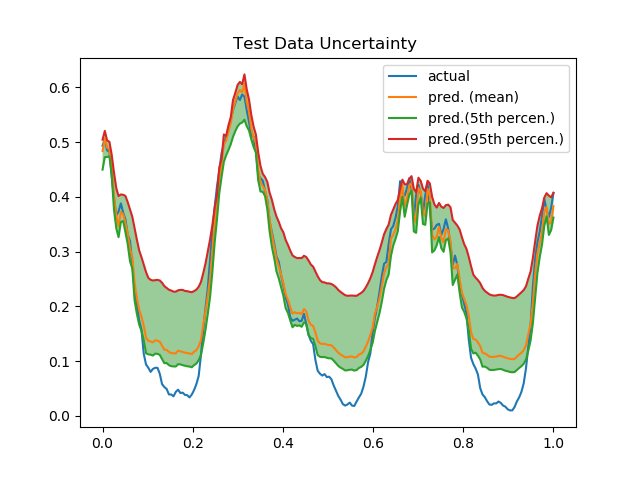 Test Data Uncertainty
actual
pred. (mean)
pred.(5th percen.)
pred.(95th percen.)
0.6
0.5
0.4
0.3
0.2
0.1
0.0
0.0 0.2 0.4 0.6 0.8 1.0